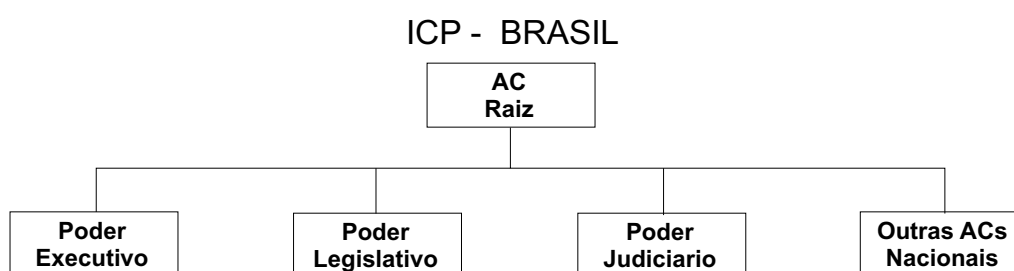 ICP - BRASIL
AC
Raiz
Poder
Executivo
Poder
Legislativo
Poder
Judiciario
Outras ACs
Nacionais